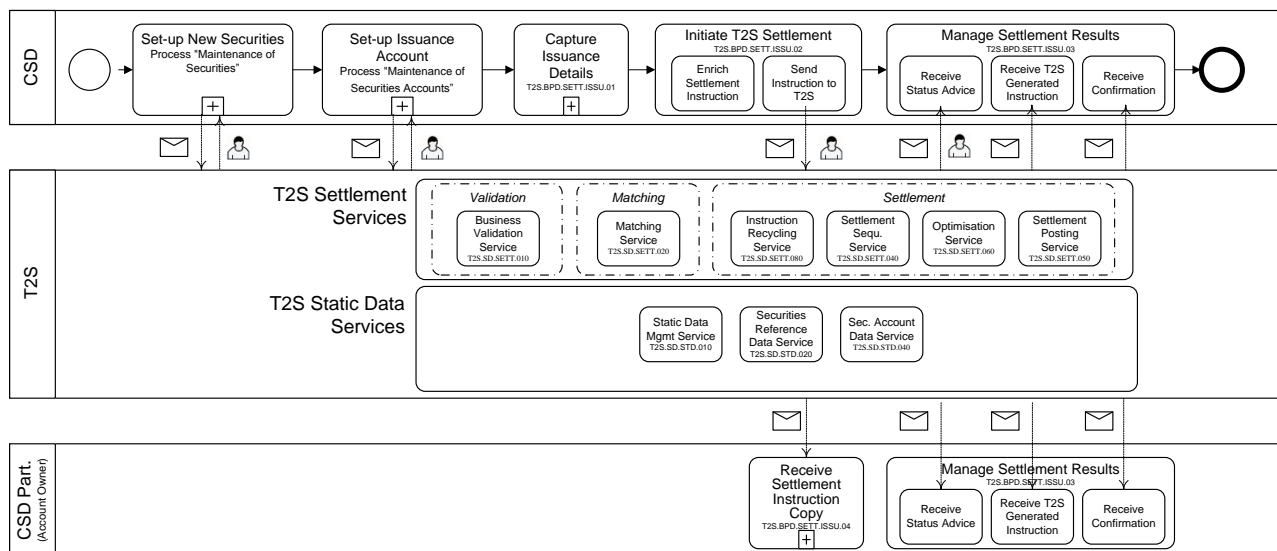 CSD
Set-up New Securities
Process "Maintenance of
Securities"
Set-up Issuance
Account
Process "Maintenance of
Securities Accounts"
Capture
Issuance
Details
T2S.BPD.SETT.ISSU.01
Initiate T2S Settlement
T2S.BPD.SETT.ISSU.02
Enrich
Settlement
Instruction
Send
Instruction to
T2S
Manage Settlement Results
T2S.BPD.SETT.ISSU.03
Receive
Status Advice
Receive T2S
Generated
Instruction
Receive
Confirmation
T2S
T2S Settlement
Services
Validation
Business
Validation
Service
T2S.SD.SETT.010
Matching
Matching
Service
T2S.SD.SETT.020
Settlement
Instruction
Recycling
Service
T2S.SD.SETT.080
Settlement
Sequ.
Service
T2S.SD.SETT.040
Optimisation
Service
T2S.SD.SETT.060
Settlement
Posting
Service
T2S.SD.SETT.050
T2S Static Data
Services
Static Data
Mgmt Service
T2S.SD.STD.010
Securities
Reference
Data Service
T2S.SD.STD.020
Sec. Account
Data Service
T2S.SD.STD.040
CSD Part.
(Account Owner)
Receive
Settlement
Instruction
Copy
T2S.BPD.SETT.ISSU.04
Manage Settlement Results
T2S.BPD.SETT.ISSU.03
Receive
Status Advice
Receive T2S
Generated
Instruction
Receive
Confirmation